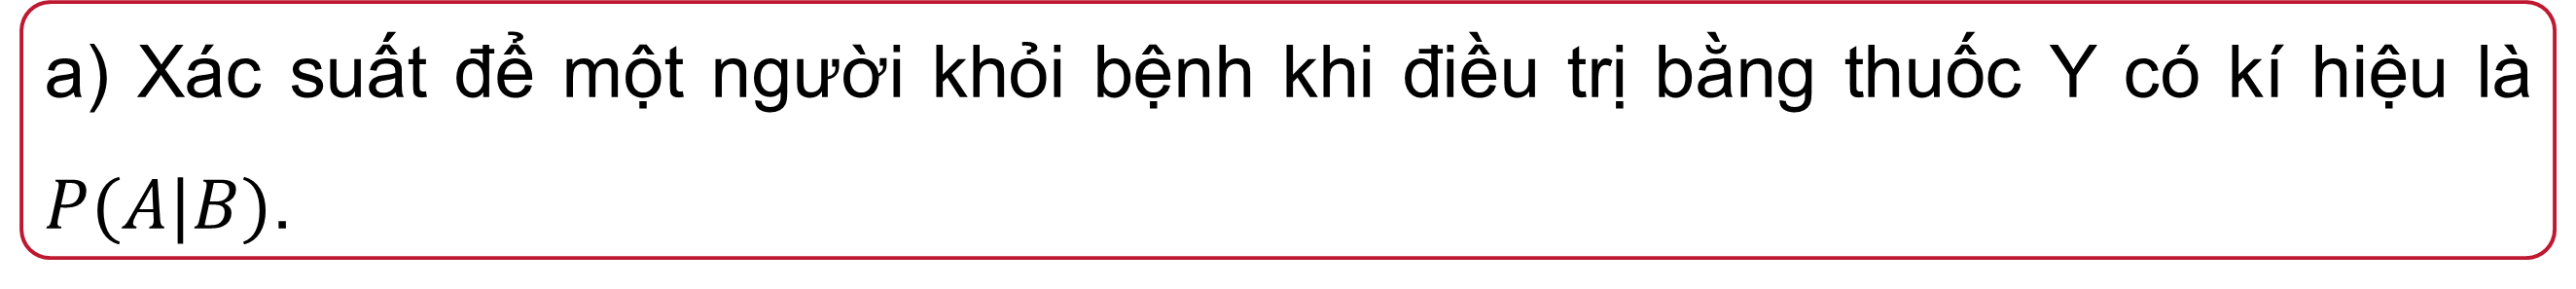 a) Xác suất để một người khỏi bệnh khi điều trị bằng thuốc Y có kí hiệu là
P(A|B).